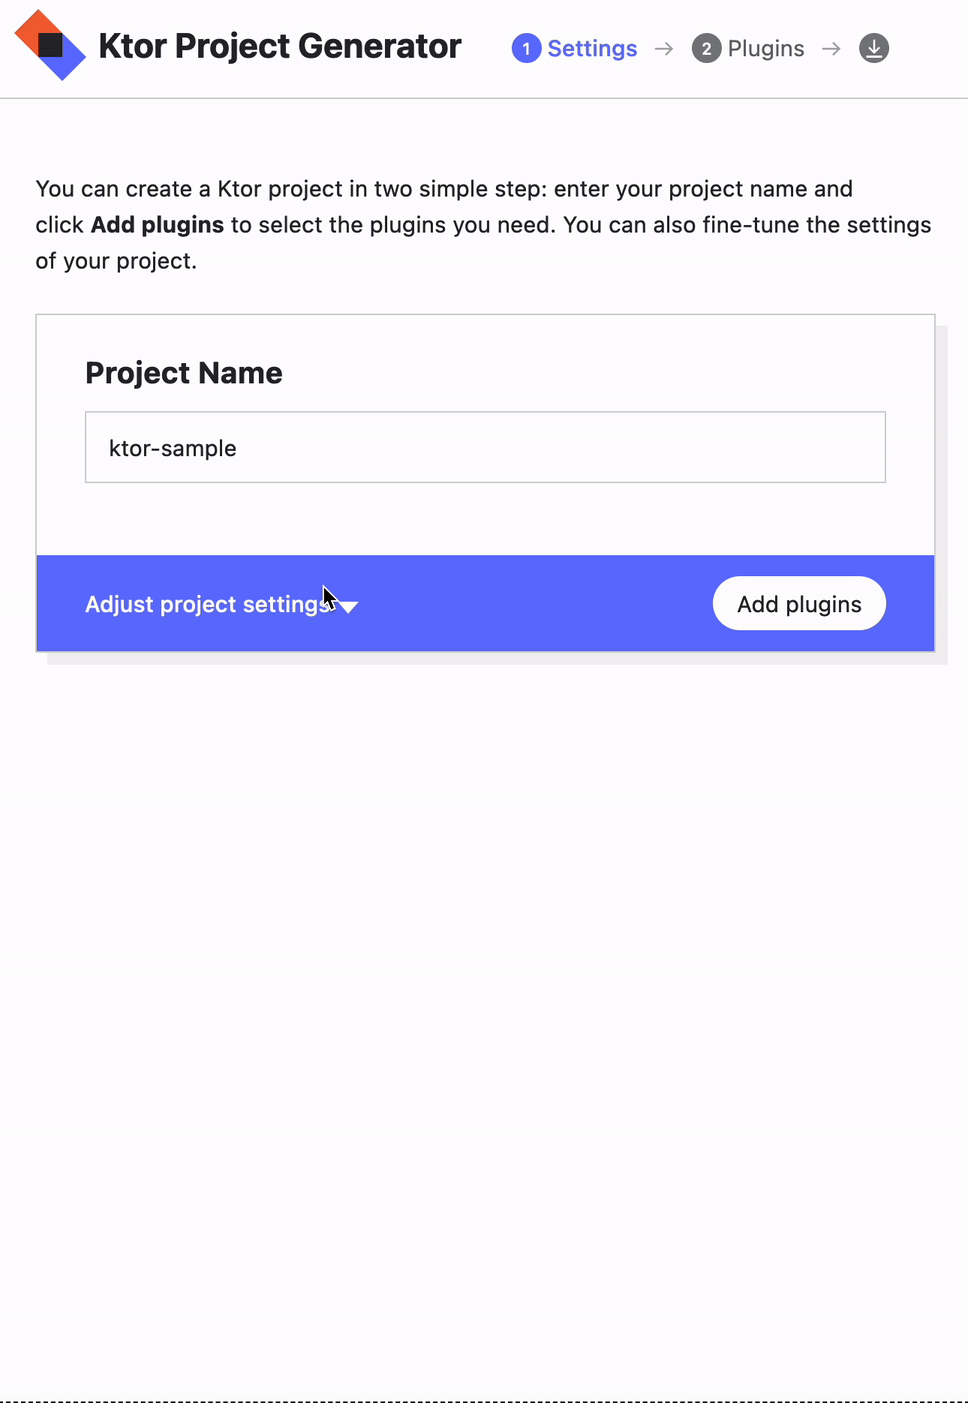 Ktor Project Generator
1 Settings → 2 Plugins →
You can create a Ktor project in two simple step: enter your project name and
click Add plugins to select the plugins you need. You can also fine-tune the settings
of your project.
Project Name
ktor-sample
Adjust project settings
Add plugins